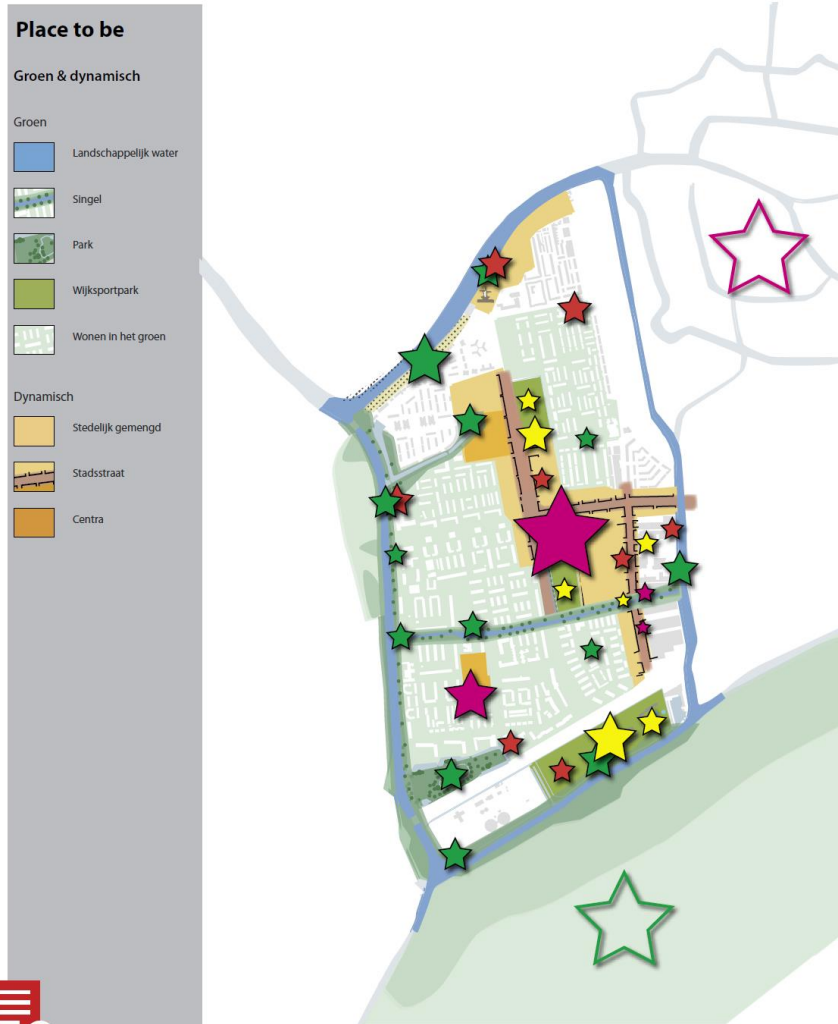 Place to be
Groen & dynamisch
Groen
Landschappelijk water
Singel
Park
Wijksportpark
Wonen in het groen
Dynamisch
Stedelijk gemengd
Stadsstraat
Centra